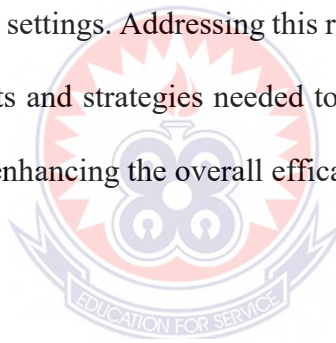 settings. Addressing this r
ts and strategies needed to
enhancing the overall effica
EDUCATION FOR SERVICE